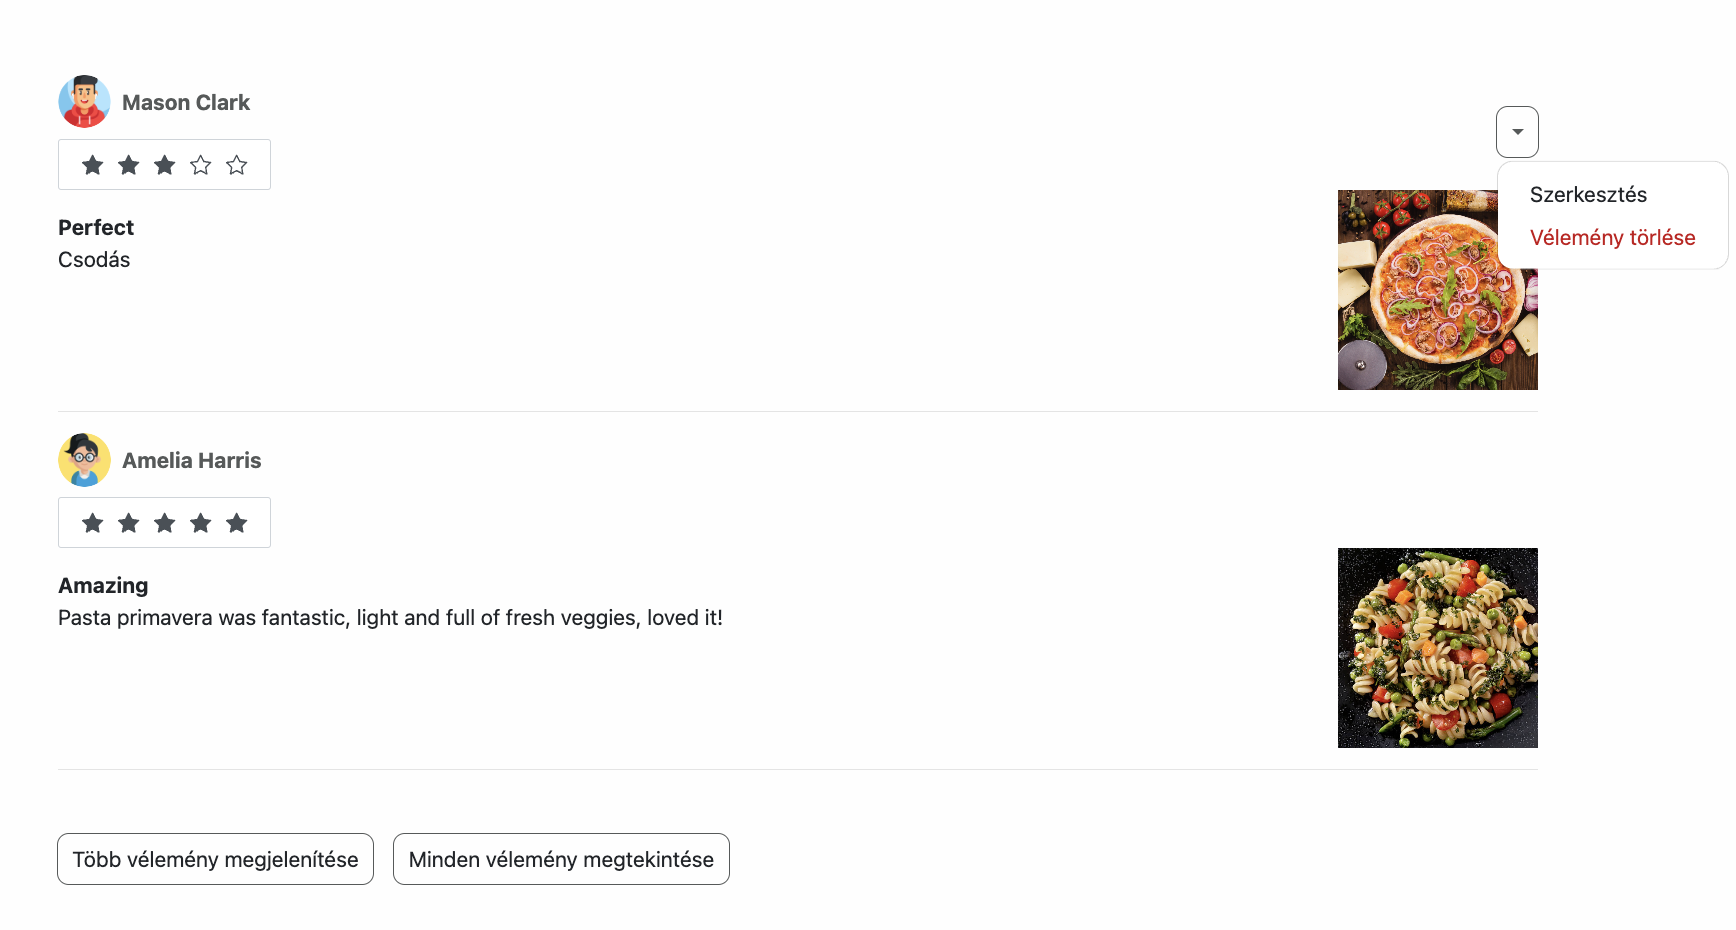 Mason Clark
Szerkesztés
Vélemény törlése
Perfect
Csodás
Amelia Harris
Amazing
Pasta primavera was fantastic, light and full of fresh veggies, loved it!
Több vélemény megjelenítése
Minden vélemény megtekintése